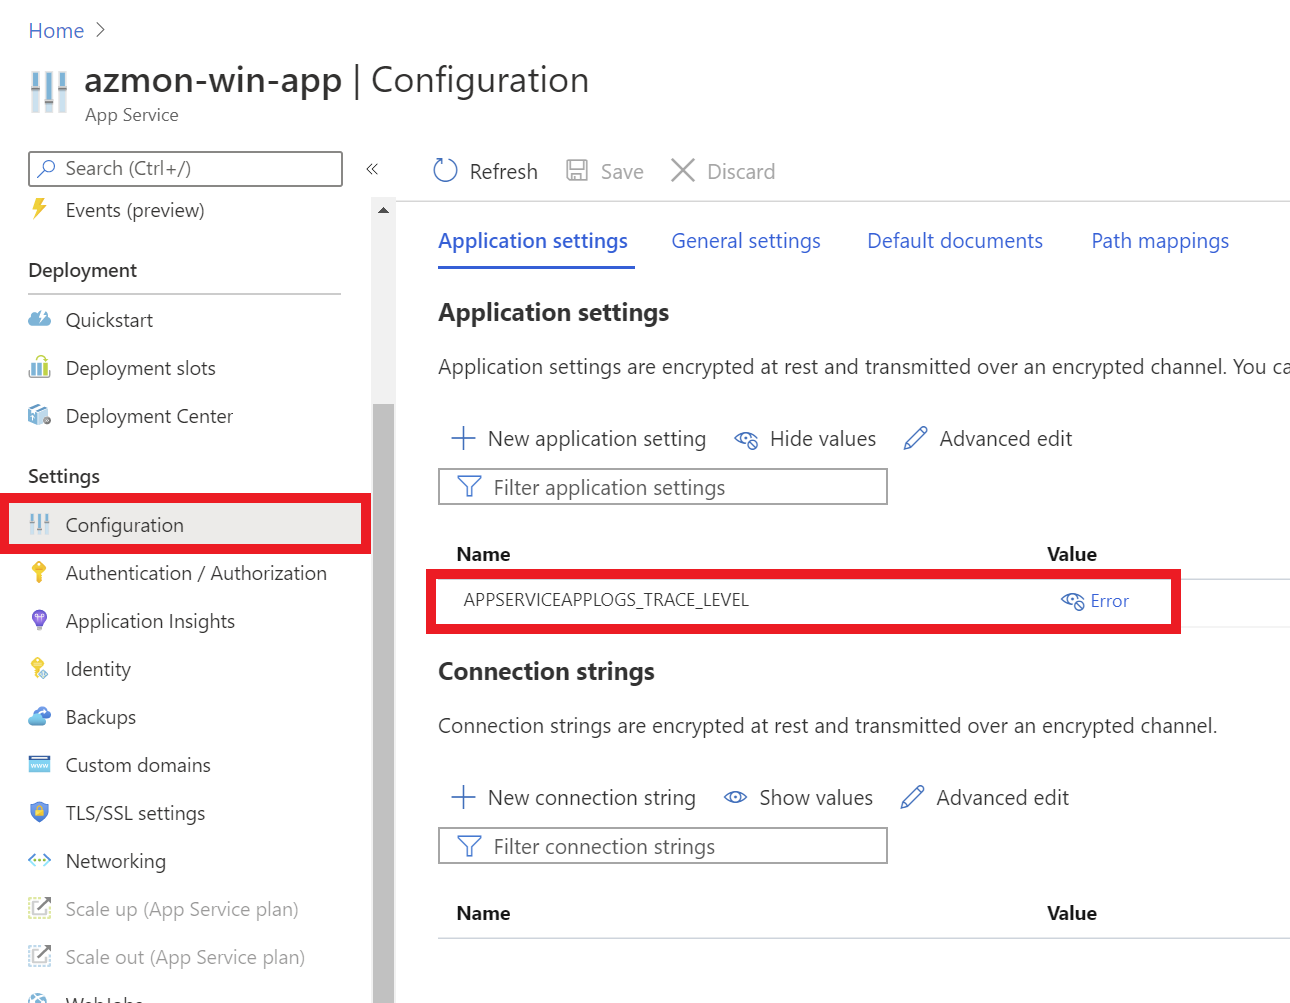 Home
azmon-win-app | Configuration
App Service
Search (Ctrl+/)
«
Events (preview)
Deployment
Quickstart
Deployment slots
Deployment Center
Settings
Configuration
Authentication / Authorization
Application Insights
Identity
Backups
Custom domains
TLS/SSL settings
Networking
Scale up (App Service plan)
Scale out (App Service plan)
WebJobs
Refresh Save Discard
Application settings General settings Default documents Path mappings
Application settings
Application settings are encrypted at rest and transmitted over an encrypted channel. You ca
New application setting Hide values Advanced edit
Filter application settings
Name Value
APPSERVICEAPPLOGS_TRACE_LEVEL Error
Connection strings
Connection strings are encrypted at rest and transmitted over an encrypted channel.
New connection string Show values Advanced edit
Filter connection strings
Name Value